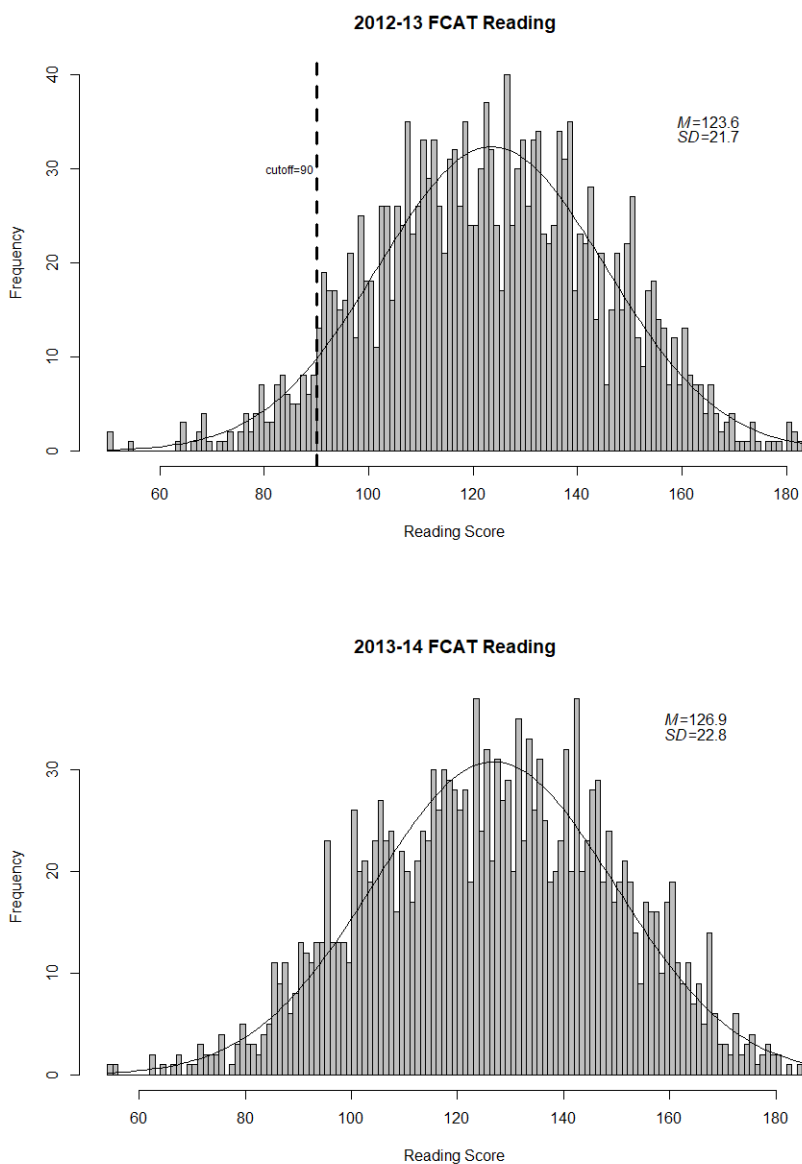 2012-13 FCAT Reading
M=123.6
SD=21.7
cutoff=90
Frequency
0
10
20
30
40
60
80
100
120
140
160
180
Reading Score
2013-14 FCAT Reading
M=126.9
SD=22.8
Frequency
0
10
20
30
60
80
100
120
140
160
180
Reading Score